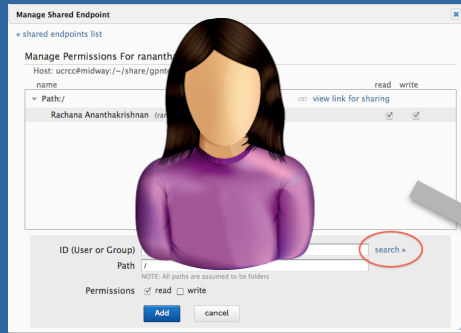 Manage Shared Endpoint
« shared endpoints list
Manage Permissions For
Host: ucrcc#midway:/~/share/
name read write
Path:/ view link for sharing
Rachana Ananthakrishnan
ID (User or Group) search »
Path /
NOTE: All paths are assumed to be folders
Permissions read write
Add cancel